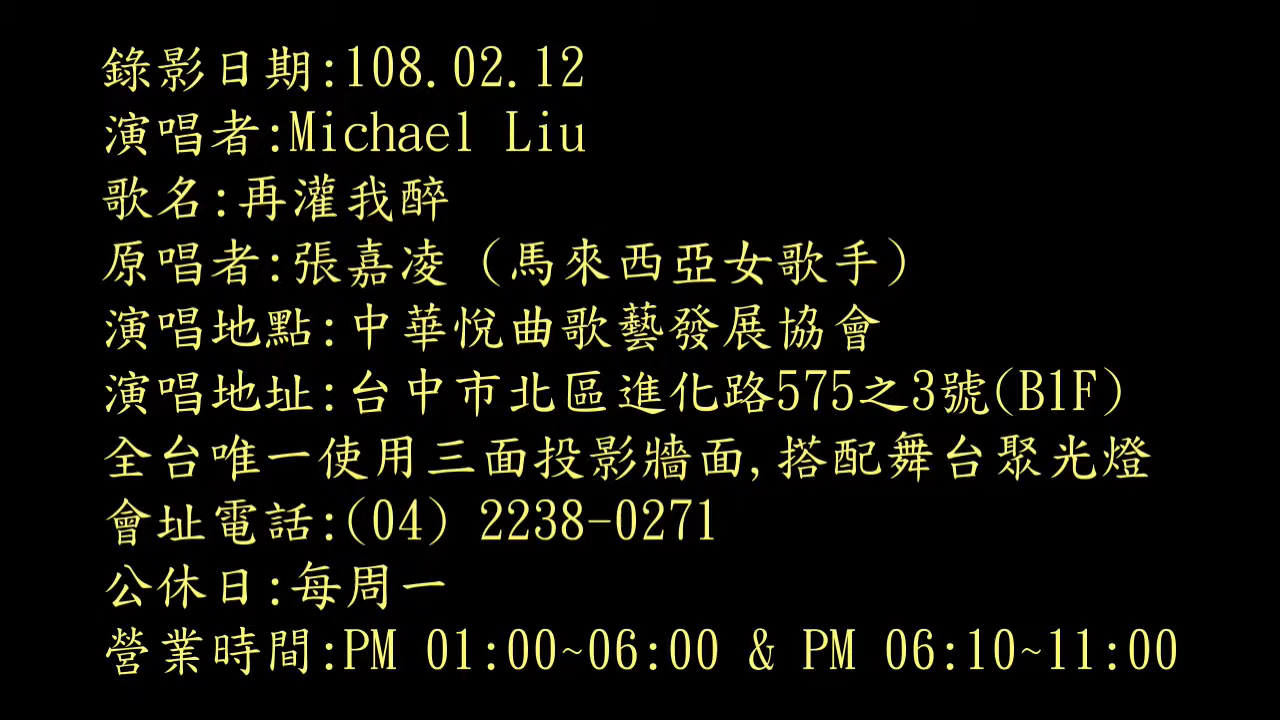 錄影日期:108.02.12
演唱者:Michael Liu
歌名:再灌我醉
原唱者:張嘉凌 (馬來西亞女歌手)
演唱地點:中華悅曲歌藝發展協會
演唱地址:台中市北區進化路575之3號(B1F)
全台唯一使用三面投影牆面,搭配舞台聚光燈
會址電話:(04) 2238-0271
公休日:每周一
營業時間:PM 01:00~06:00 & PM 06:10~11:00